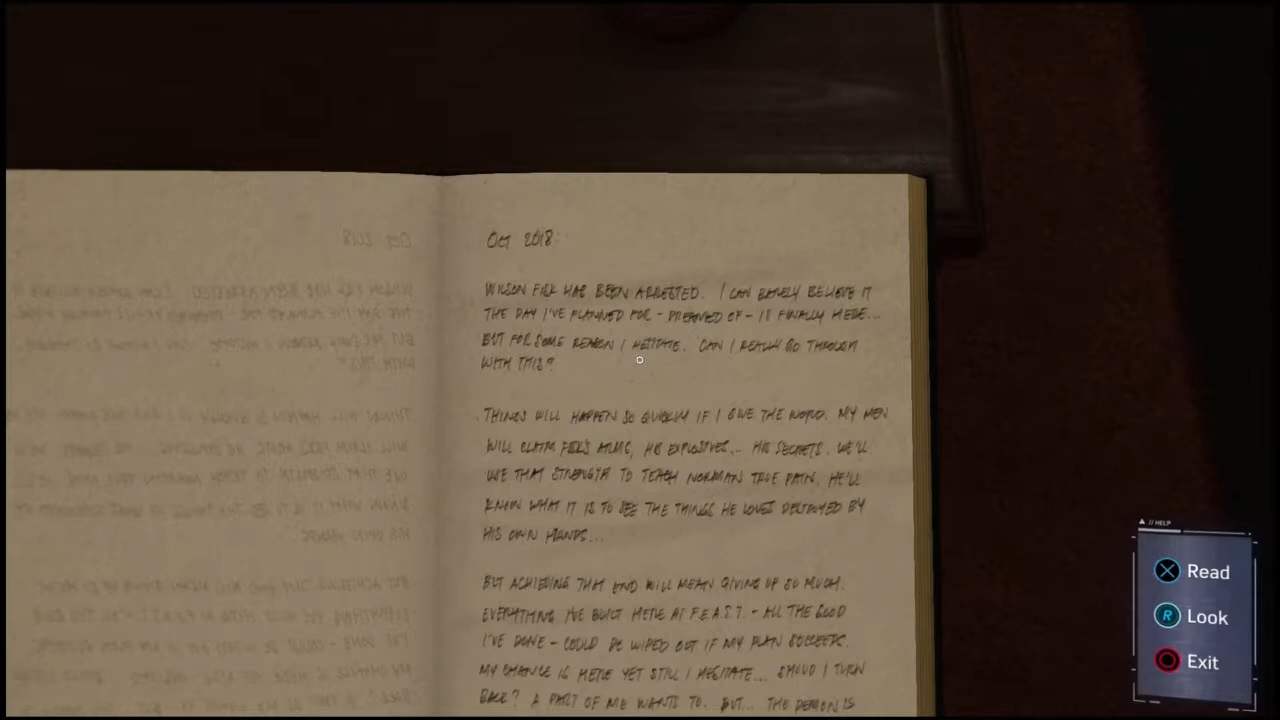 Oct. 2018
WILSON FISK HAS BEEN ARRESTED. I CAN BARELY BELIEVE IT
THE DAY I'VE PLANNED FOR - DREAMED OF - IS FINALLY HERE...
BUT FOR SOME REASON I HESITATE. CAN I REALLY GO THROUGH
WITH THIS?
THINGS WILL HAPPEN SO QUICKLY IF I GIVE THE WORD. MY MEN
WILL CLAIM FISK'S ARMS, HIS EXPLOSIVES... HIS SECRETS. WE'LL
USE THAT STRENGTH TO TEACH NORMAN TRUE PAIN. HE'LL
KNOW WHAT IT IS TO SEE THE THINGS HE LOVES DESTROYED BY
HIS OWN HANDS...
BUT ACHIEVING THAT END WILL MEAN GIVING UP SO MUCH.
EVERYTHING I'VE BUILT HERE AT F.E.A.S.T. - ALL THE GOOD
I'VE DONE - COULD BE WIPED OUT IF MY PLAN SUCCEEDS.
MY CHANCE IS HERE YET STILL I HESITATE... SHOULD I TURN
BACK? A PART OF ME WANTS TO. BUT... THE DEMON IS
// HELP
Read
R Look
Exit